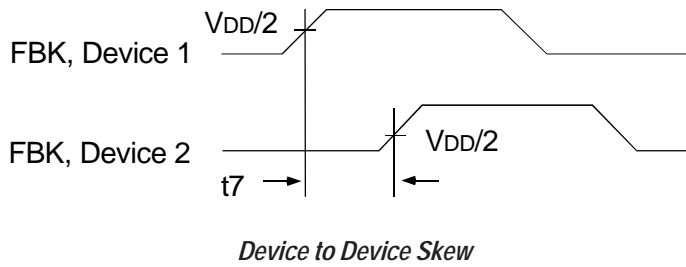 VDD/2
FBK, Device 1
FBK, Device 2
VDD/2
t7
Device to Device Skew